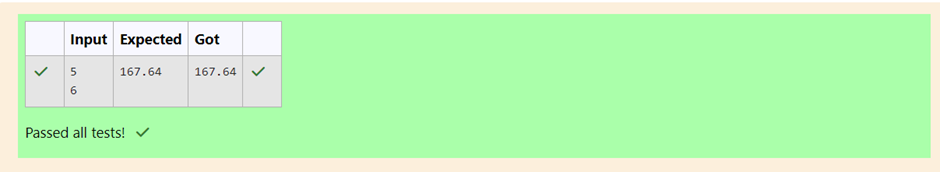 Input Expected Got
5 167.64 167.64
6
Passed all tests!